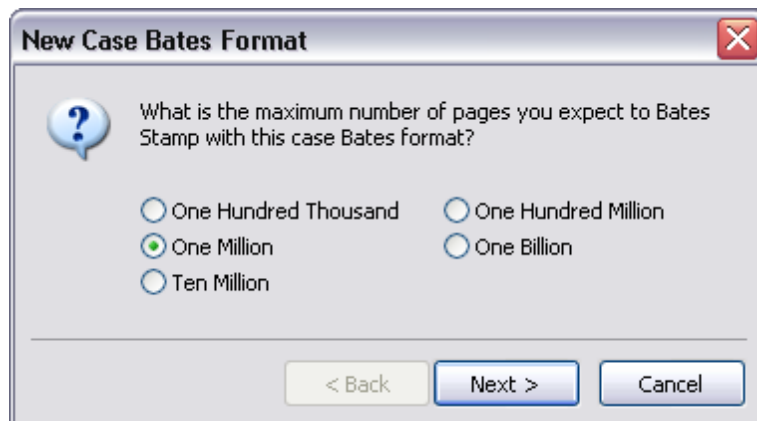 New Case Bates Format
What is the maximum number of pages you expect to Bates
Stamp with this case Bates format?
One Hundred Thousand
One Million
Ten Million
One Hundred Million
One Billion
< Back
Next >
Cancel